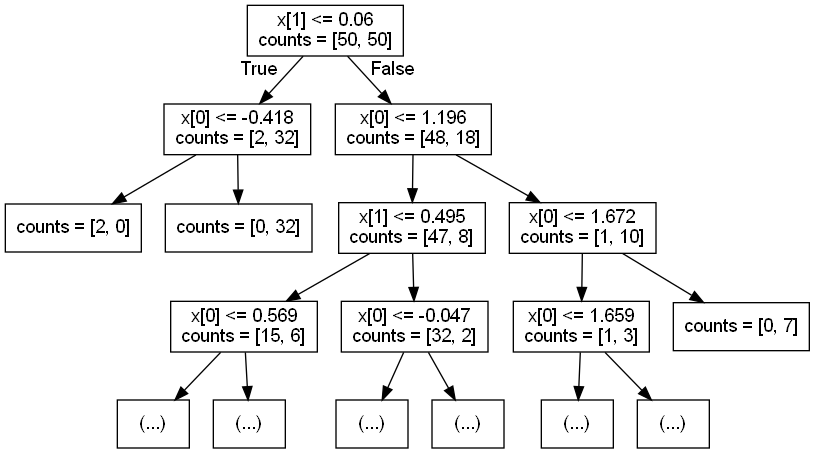 x[1] <= 0.06
counts = [50, 50]
True
False
x[0] <= -0.418
counts = [2, 32]
x[0] <= 1.196
counts = [48, 18]
counts = [2, 0]
counts = [0, 32]
x[1] <= 0.495
counts = [47, 8]
x[0] <= 1.672
counts = [1, 10]
x[0] <= 0.569
counts = [15, 6]
x[0] <= -0.047
counts = [32, 2]
x[0] <= 1.659
counts = [1, 3]
counts = [0, 7]
(...)
(...)
(...)
(...)
(...)
(...)